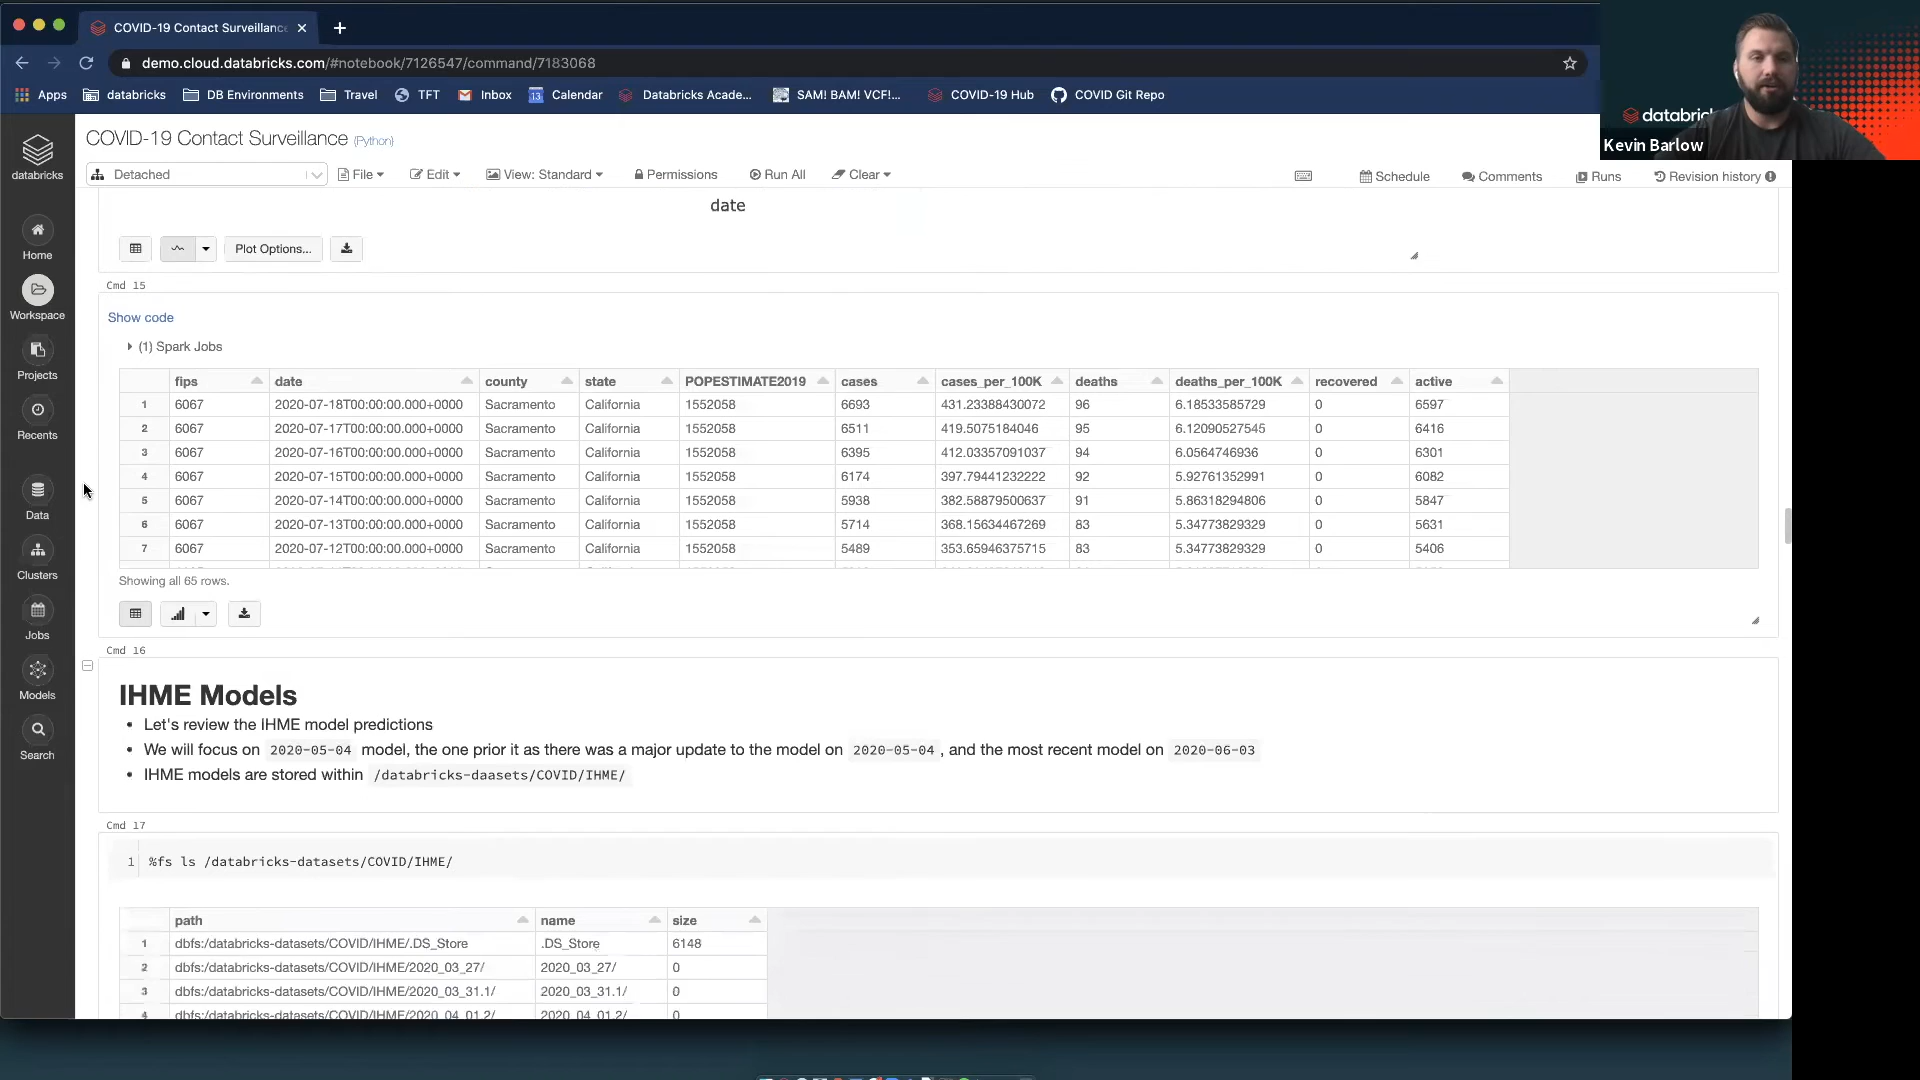 COVID-19 Contact Surveillance
demo.cloud.databricks.com/#notebook/7126547/command/7183068
Apps databricks DB Environments Travel TFT Inbox Calendar Databricks Acade... SAM! BAM! VCF!... COVID-19 Hub COVID Git Repo
Kevin Barlow
COVID-19 Contact Surveillance (Python)
Detached File Edit View: Standard Permissions Run All Clear Schedule Comments Runs Revision history
databricks
Home
Workspace
Projects
Recents
Data
Clusters
Jobs
Models
Search
date
Plot Options...
Cmd 15
Show code
(1) Spark Jobs
fips date county state POPESTIMATE2019 cases cases_per_100K deaths deaths_per_100K recovered active
1 6067 2020-07-18T00:00:00.000+0000 Sacramento California 1552058 6693 431.23388430072 96 6.18533585729 0 6597
2 6067 2020-07-17T00:00:00.000+0000 Sacramento California 1552058 6511 419.5075184046 95 6.12090527545 0 6416
3 6067 2020-07-16T00:00:00.000+0000 Sacramento California 1552058 6395 412.03357091037 94 6.0564746936 0 6301
4 6067 2020-07-15T00:00:00.000+0000 Sacramento California 1552058 6174 397.79441232222 92 5.92761352991 0 6082
5 6067 2020-07-14T00:00:00.000+0000 Sacramento California 1552058 5938 382.58879500637 91 5.86318294806 0 5847
6 6067 2020-07-13T00:00:00.000+0000 Sacramento California 1552058 5714 368.15634467269 83 5.34773829329 0 5631
7 6067 2020-07-12T00:00:00.000+0000 Sacramento California 1552058 5489 353.65946375715 83 5.34773829329 0 5406
Showing all 65 rows.
Cmd 16
IHME Models
• Let's review the IHME model predictions
• We will focus on 2020-05-04 model, the one prior it as there was a major update to the model on 2020-05-04, and the most recent model on 2020-06-03
• IHME models are stored within /databricks-daasets/COVID/IHME/
Cmd 17
1 %fs ls /databricks-datasets/COVID/IHME/
path name size
1 dbfs:/databricks-datasets/COVID/IHME/.DS_Store .DS_Store 6148
2 dbfs:/databricks-datasets/COVID/IHME/2020_03_27/ 2020_03_27/ 0
3 dbfs:/databricks-datasets/COVID/IHME/2020_03_31.1/ 2020_03_31.1/ 0
4 dbfs:/databricks-datasets/COVID/IHME/2020_04_01.2/ 2020_04_01.2/ 0